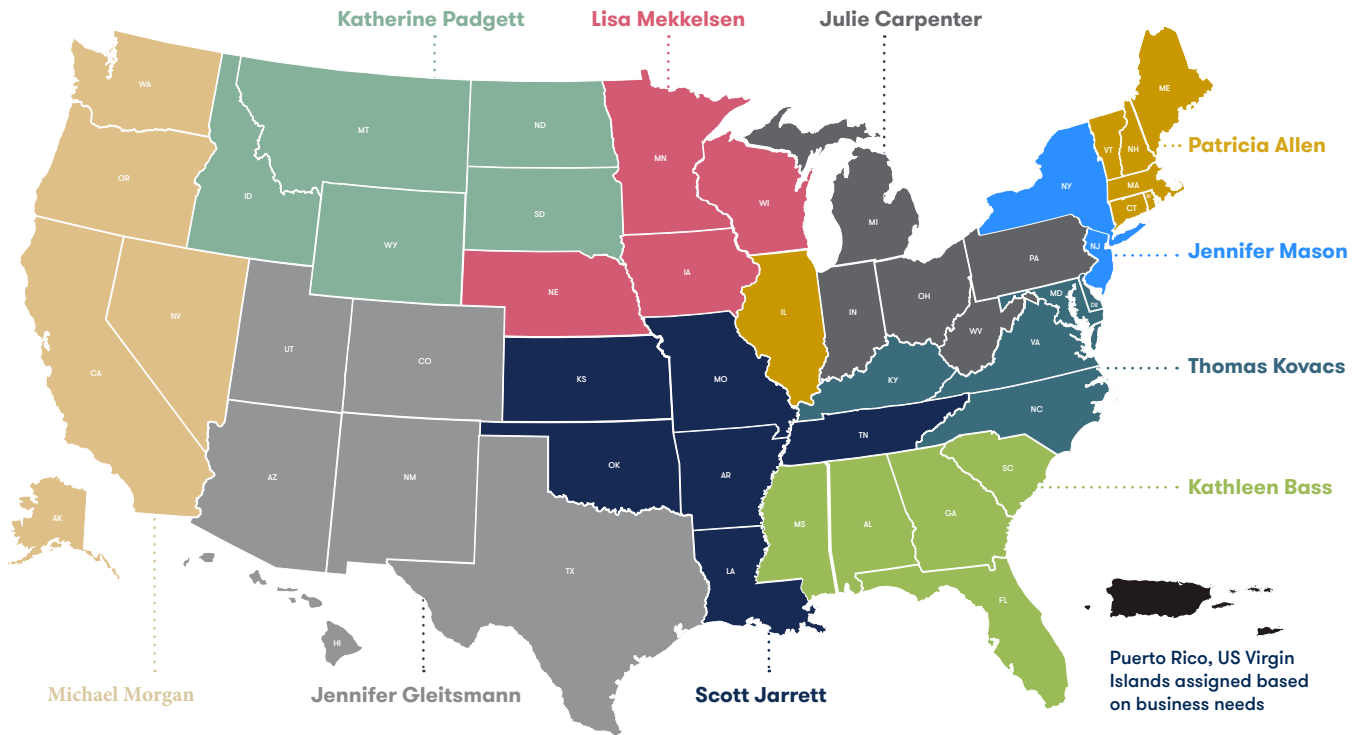 Katherine Padgett
Lisa Mekkelsen
Julie Carpenter
WA
MT
ND
MN
ME
VT
NH
Patricia Allen
OR
ID
SD
WI
MI
NY
MA
CT
WY
NJ
Jennifer Mason
NE
IA
PA
NV
UT
CO
IL
IN
OH
WV
MD
DE
VA
CA
KS
MO
KY
Thomas Kovacs
NC
AZ
NM
OK
AR
TN
SC
Kathleen Bass
AK
MS
AL
GA
TX
LA
FL
HI
Puerto Rico, US Virgin
Islands assigned based
on business needs
Michael Morgan
Jennifer Gleitsmann
Scott Jarrett